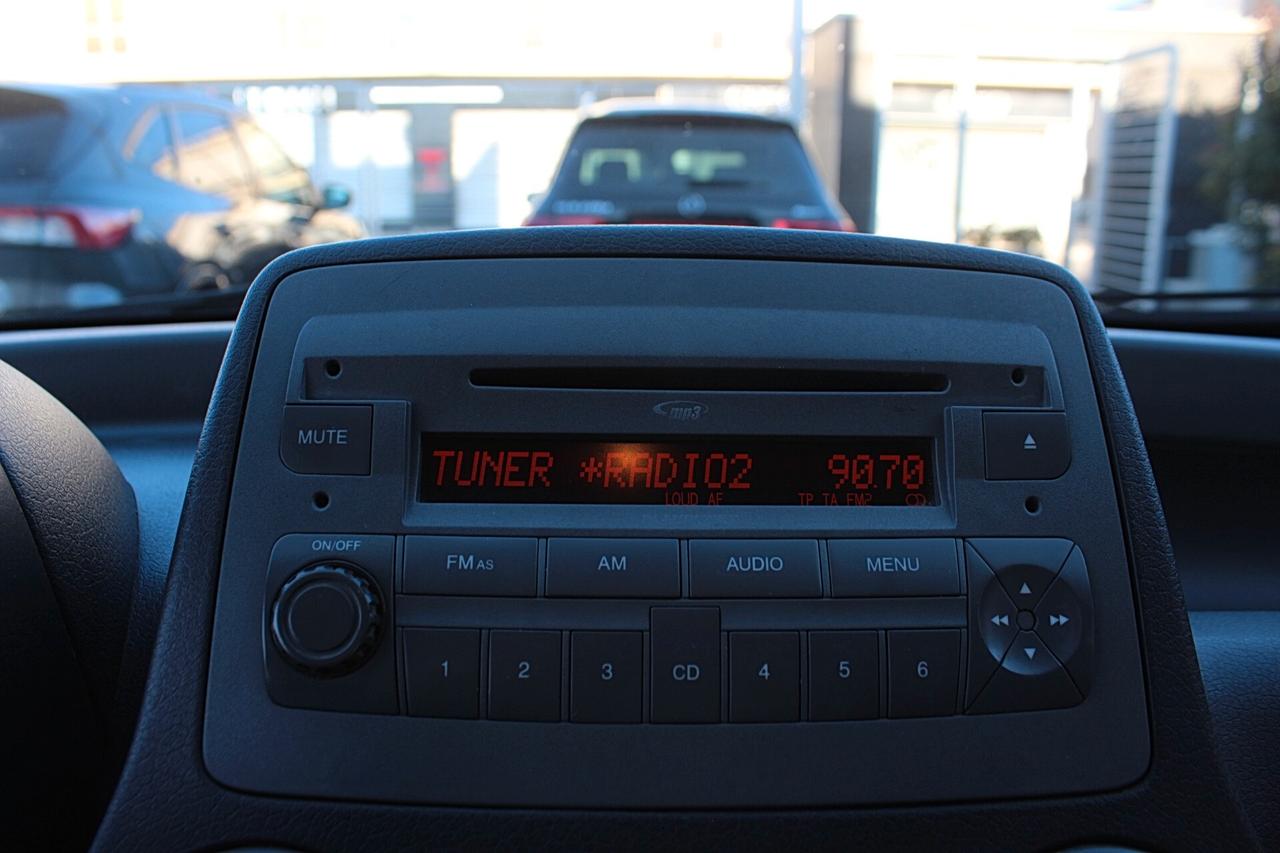 mp3
MUTE
TUNER *RADIO2 90.70
LOUD AF TP TA FM2 CD
ON/OFF
FM AS AM AUDIO MENU
1 2 3 CD 4 5 6